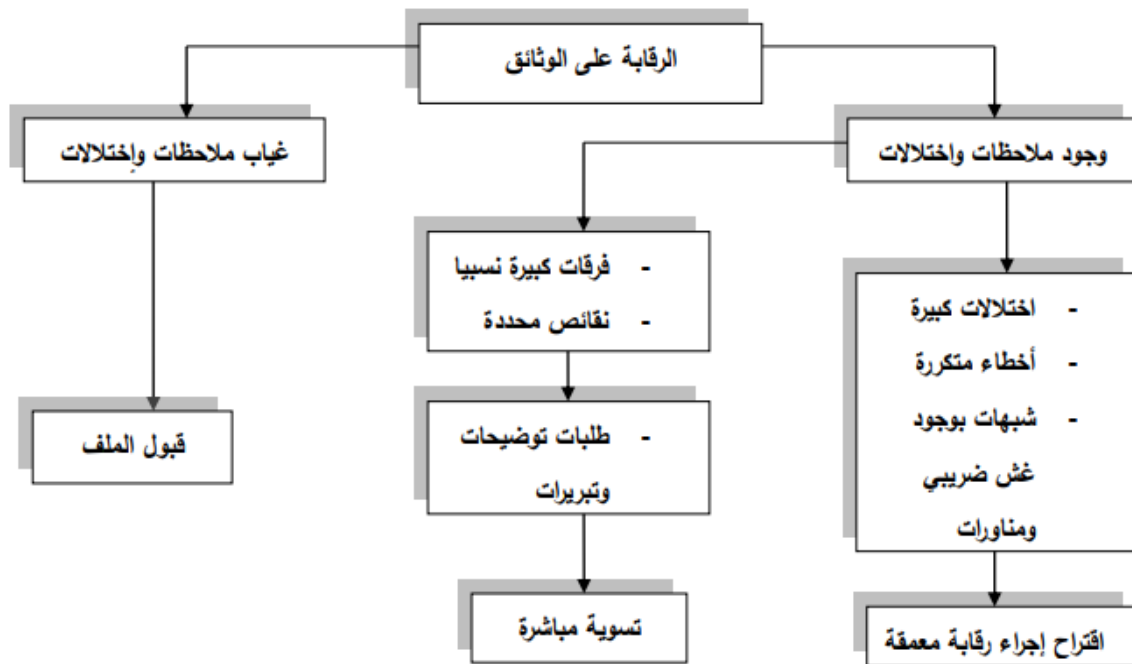 الرقابة على الوثائق
وجود ملاحظات واختلالات
غياب ملاحظات وإختلالات
- فرقات كبيرة نسبيا
- نقائص محددة
- اختلالات كبيرة
- أخطاء متكررة
- شبهات بوجود
غش ضريبي
ومناورات
- طلبات توضيحات
وتبريرات
قبول الملف
تسوية مباشرة
اقتراح إجراء رقابة معمقة